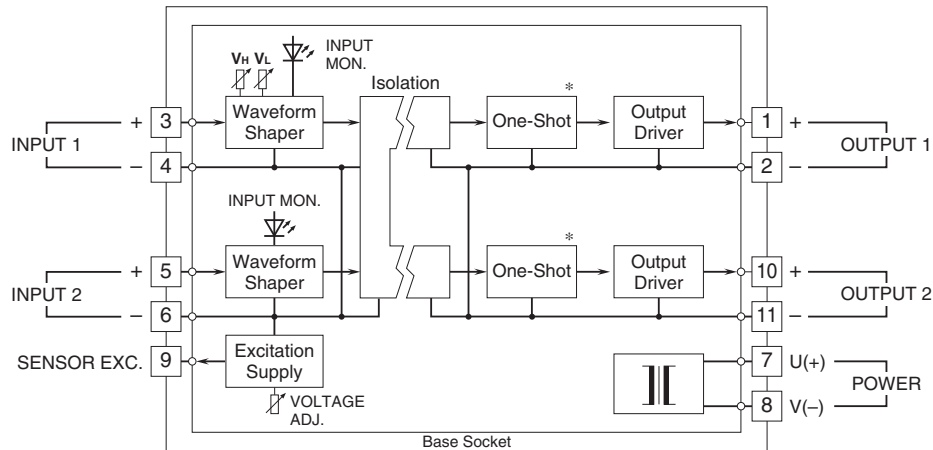 INPUT
MON.
VH VL
Isolation
*
+ 3
Waveform
Shaper
One-Shot
Output
Driver
1 +
INPUT 1
OUTPUT 1
− 4
2 −
INPUT MON.
*
+ 5
Waveform
Shaper
One-Shot
Output
Driver
10 +
INPUT 2
OUTPUT 2
− 6
11 −
SENSOR EXC. 9
Excitation
Supply
7 U(+)
POWER
8 V(−)
VOLTAGE
ADJ.
Base Socket